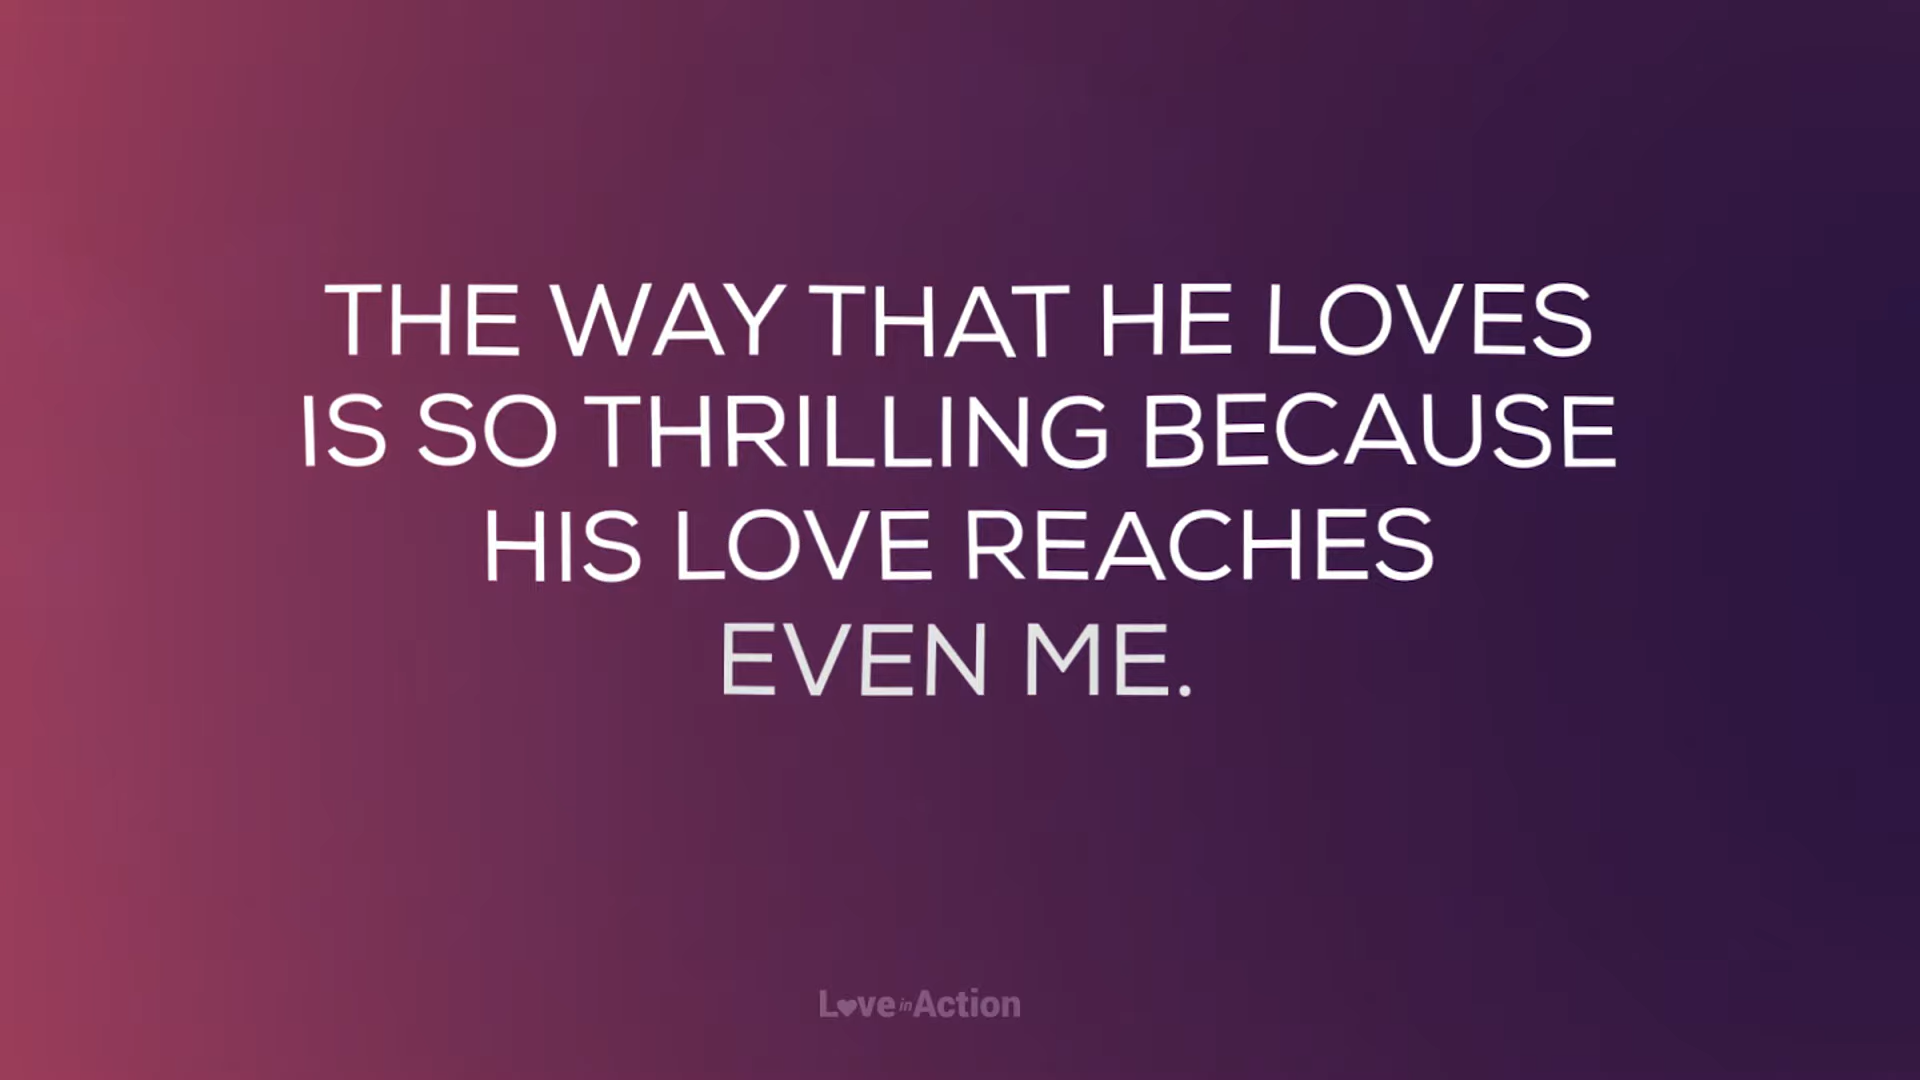 THE WAY THAT HE LOVES
IS SO THRILLING BECAUSE
HIS LOVE REACHES
EVEN ME.
Love in Action